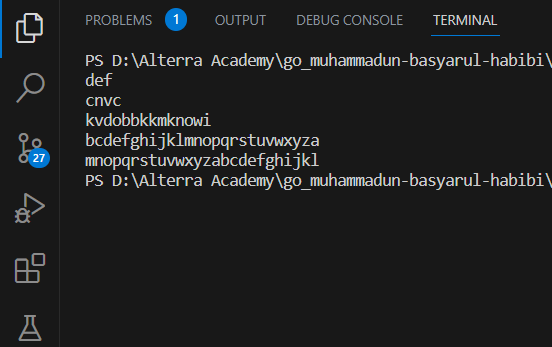 PROBLEMS 1 OUTPUT DEBUG CONSOLE TERMINAL
PS D:\Alterra Academy\go_muhammadun-basyarul-habibi\
def
cnvc
kvdobbkkmknowi
bcdefghijklmnopqrstuvwxyza
mnopqrstuvwxyzabcdefghijkl
PS D:\Alterra Academy\go_muhammadun-basyarul-habibi\
27